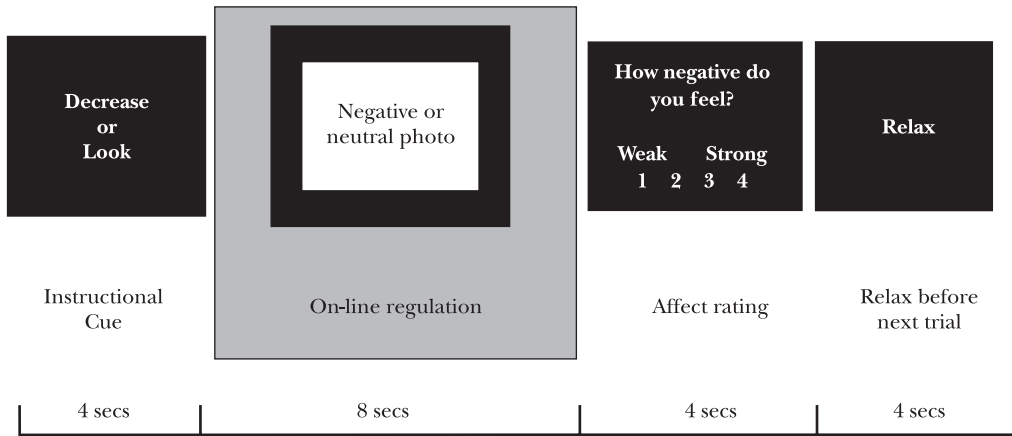 Decrease
or
Look
Negative or
neutral photo
How negative do
you feel?
Weak Strong
1 2 3 4
Relax
Instructional
Cue
On-line regulation
Affect rating
Relax before
next trial
4 secs
8 secs
4 secs
4 secs